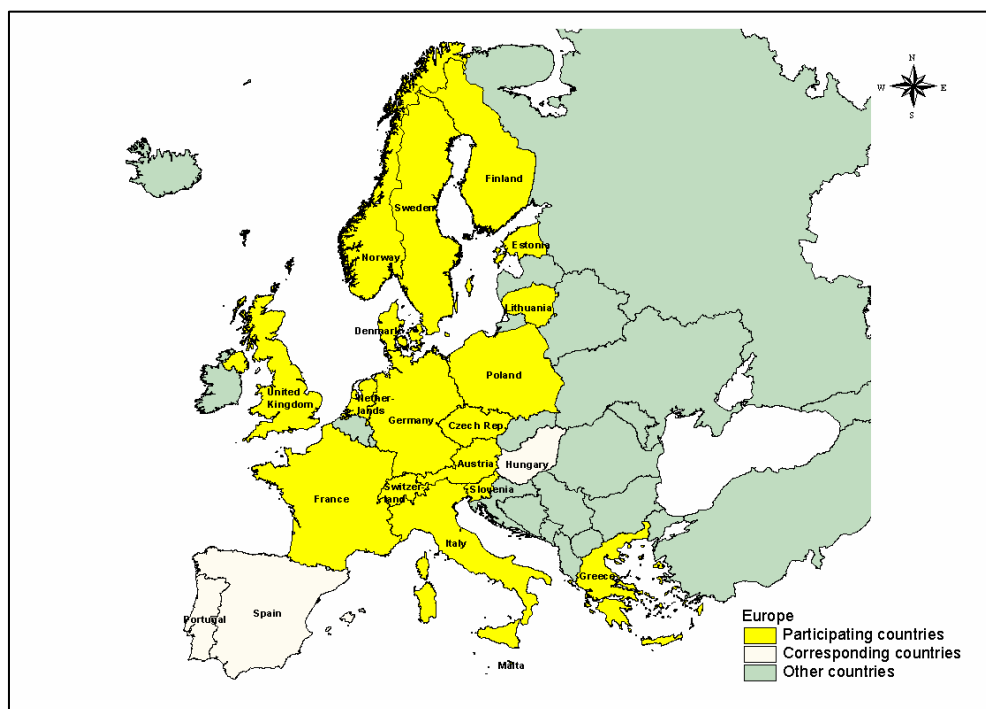 N
W E
S
Finland
Sweden
Norway
Estonia
Lithuania
Denmark
Poland
United
Kingdom
Nether-
lands
Germany
Czech Rep.
Austria
Hungary
Switzer-
land
Slovenia
France
Italy
Greece
Spain
Portugal
Malta
Europe
Participating countries
Corresponding countries
Other countries